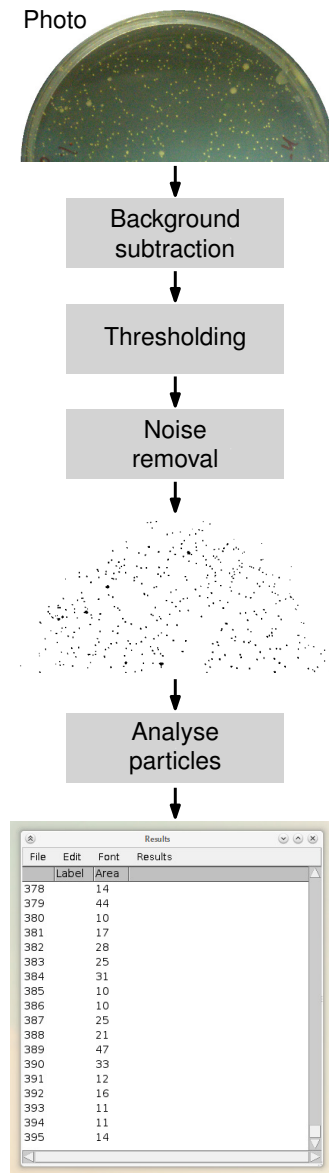 Photo
Background
subtraction
Thresholding
Noise
removal
Analyse
particles
Results
File Edit Font Results
Label Area
378 14
379 44
380 10
381 17
382 28
383 25
384 31
385 10
386 10
387 25
388 21
389 47
390 33
391 12
392 16
393 11
394 11
395 14